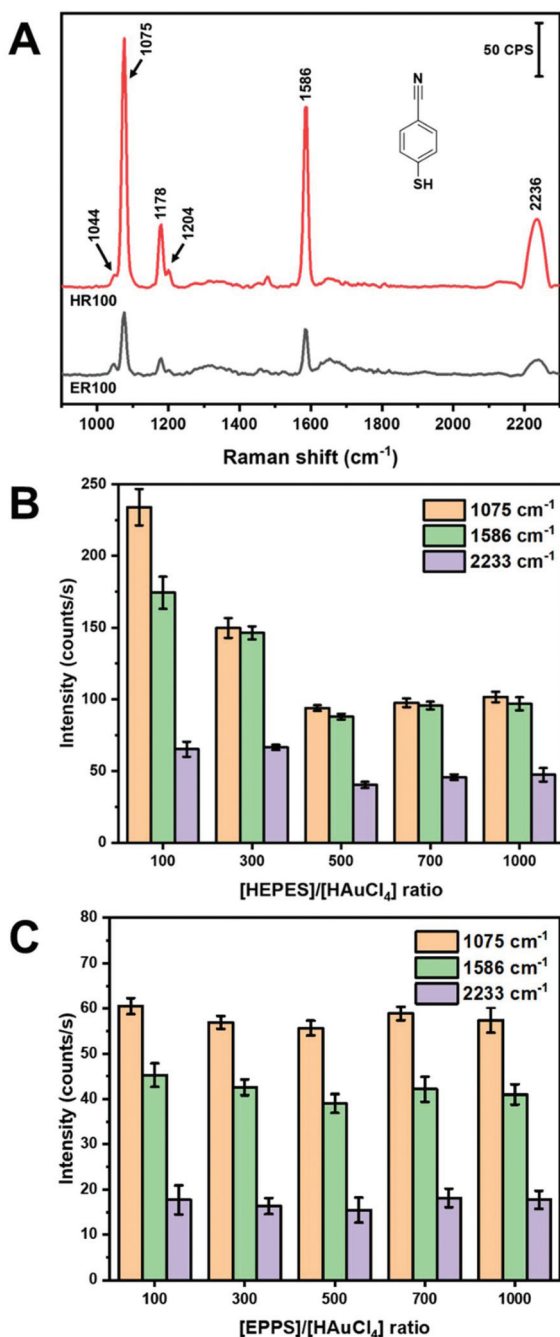 A
50 CPS
1075
1586
N
SH
1178
1204
1044
2236
HR100
ER100
1000 1200 1400 1600 1800 2000 2200
Raman shift (cm⁻¹)
B
250
200
150
100
50
0
Intensity (counts/s)
1075 cm⁻¹
1586 cm⁻¹
2233 cm⁻¹
100 300 500 700 1000
[HEPES]/[HAuCl₄] ratio
C
80
70
60
50
40
30
20
10
0
Intensity (counts/s)
1075 cm⁻¹
1586 cm⁻¹
2233 cm⁻¹
100 300 500 700 1000
[EPPS]/[HAuCl₄] ratio